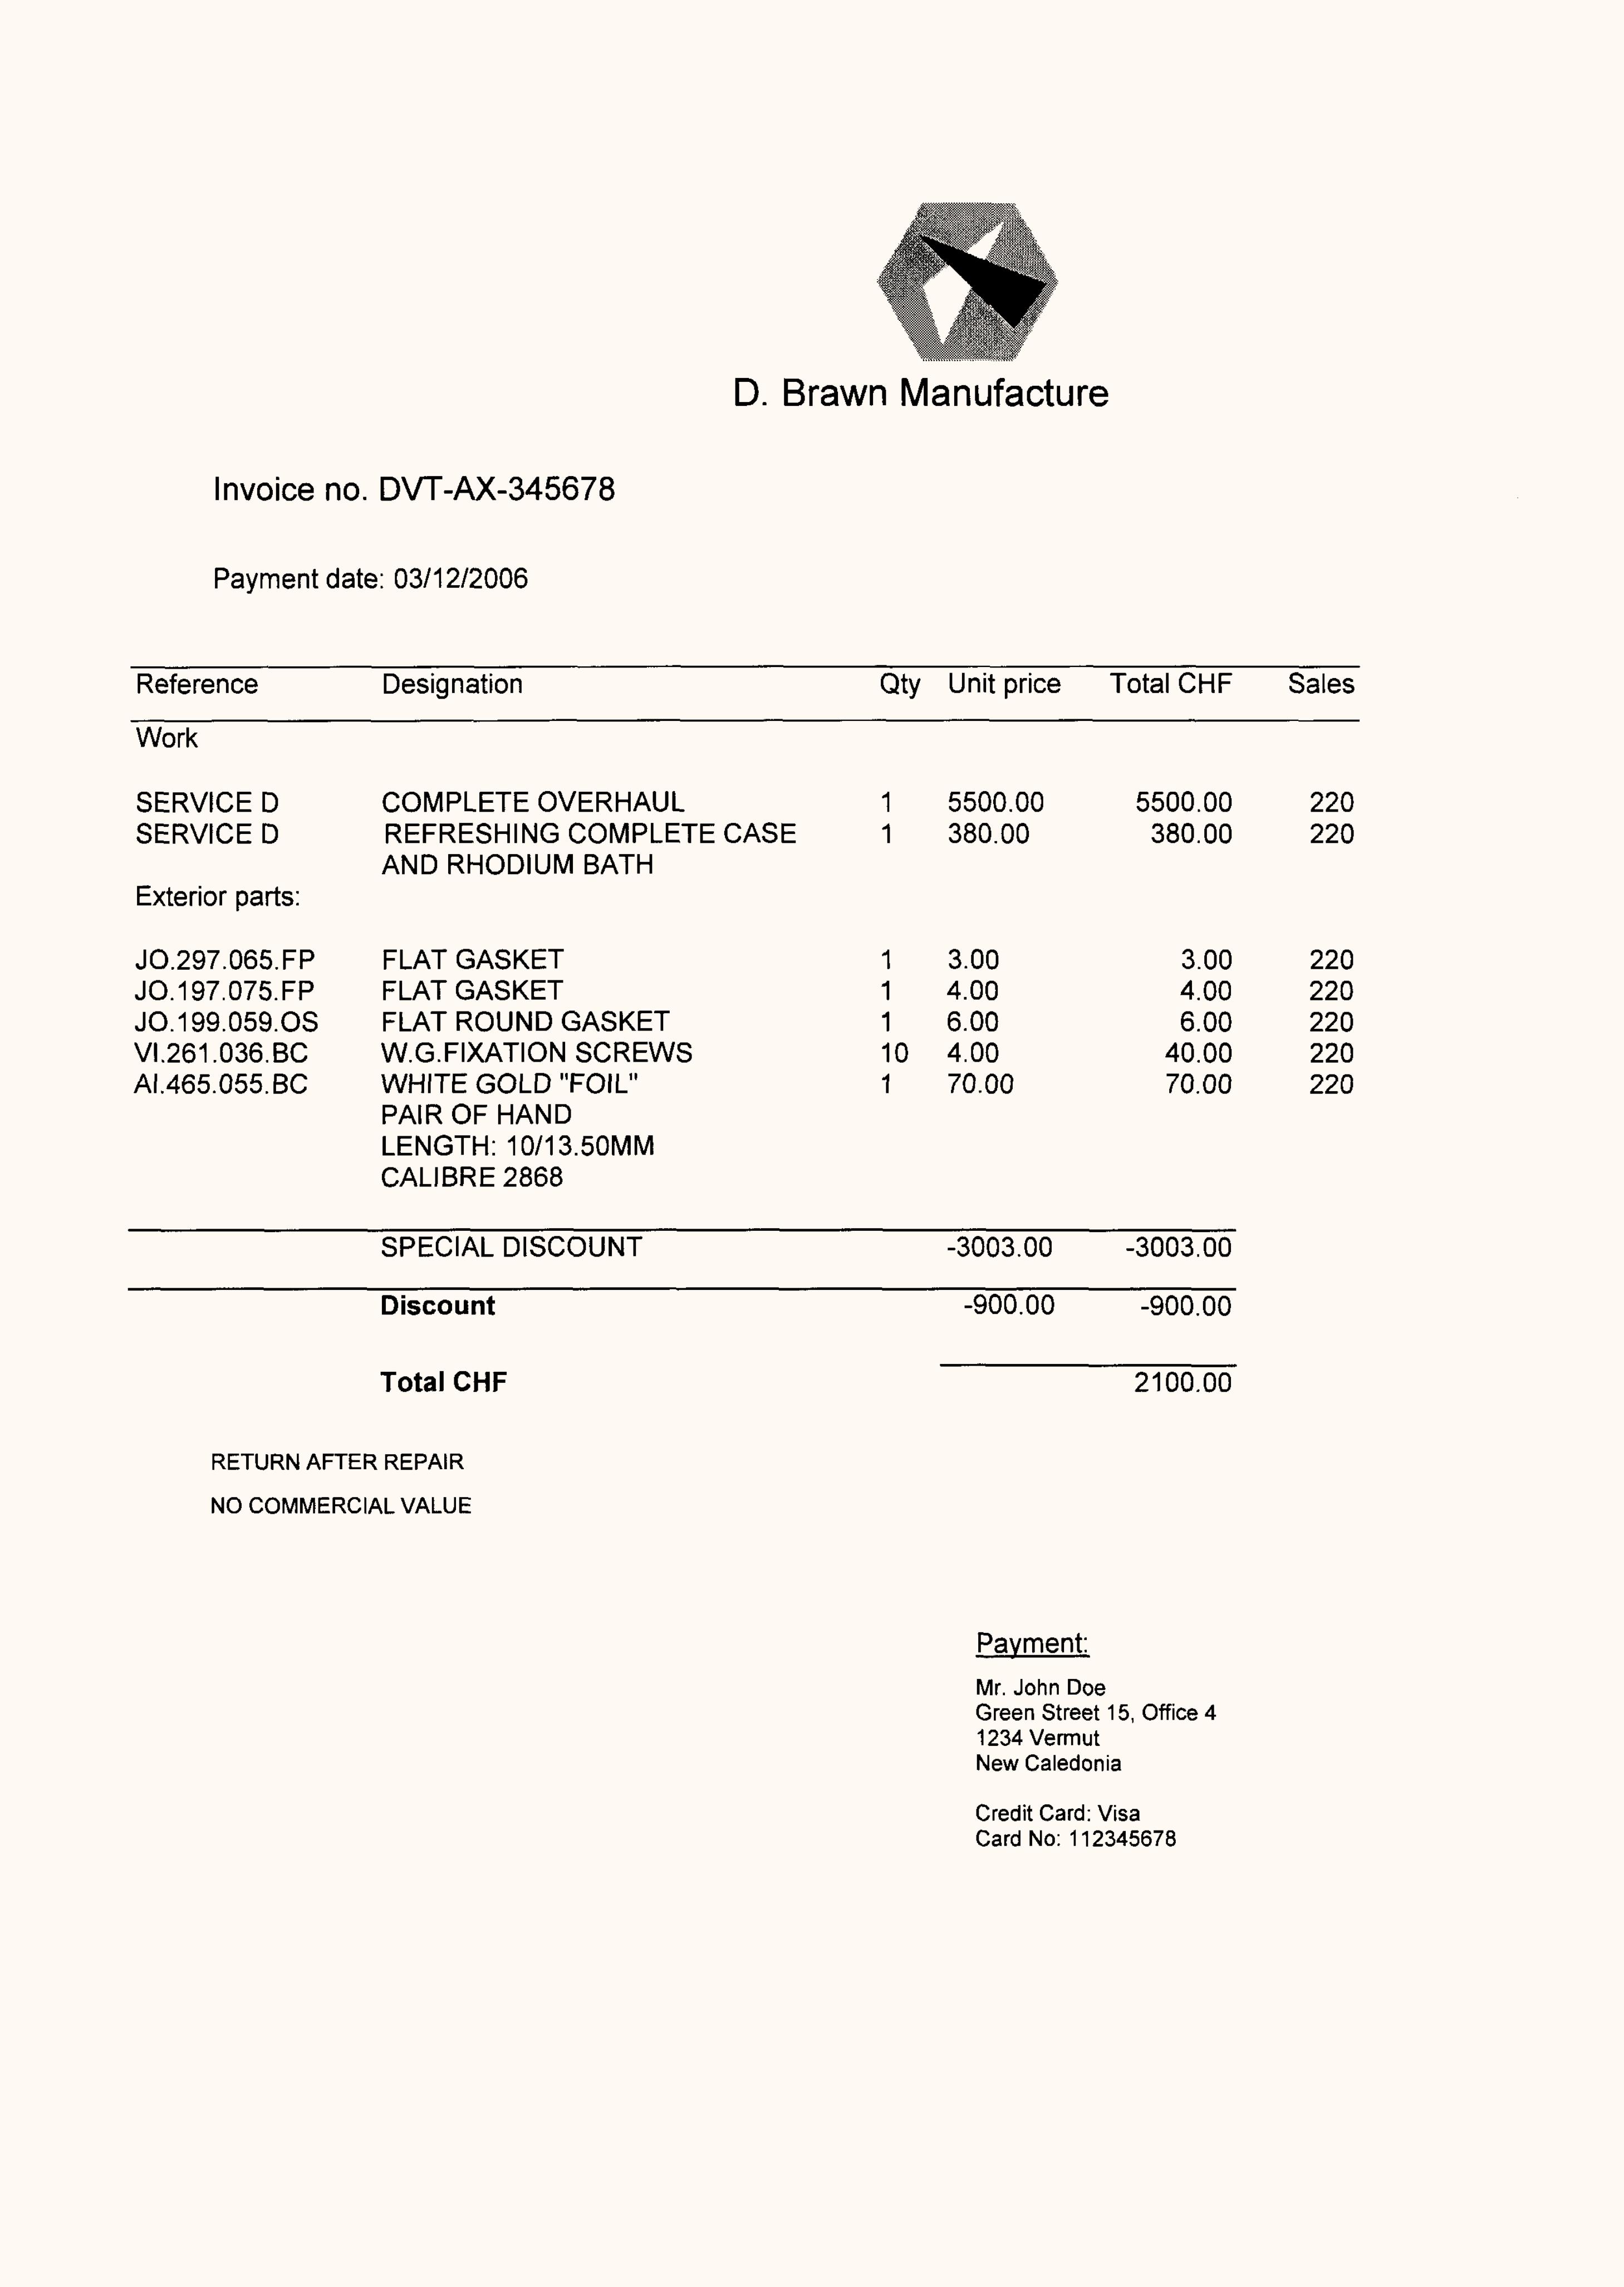 D. Brawn Manufacture
Invoice no. DVT-AX-345678
Payment date: 03/12/2006
Reference Designation Qty Unit price Total CHF Sales
Work
SERVICE D COMPLETE OVERHAUL 1 5500.00 5500.00 220
SERVICE D REFRESHING COMPLETE CASE 1 380.00 380.00 220
AND RHODIUM BATH
Exterior parts:
JO.297.065.FP FLAT GASKET 1 3.00 3.00 220
JO.197.075.FP FLAT GASKET 1 4.00 4.00 220
JO.199.059.OS FLAT ROUND GASKET 1 6.00 6.00 220
VI.261.036.BC W.G.FIXATION SCREWS 10 4.00 40.00 220
AI.465.055.BC WHITE GOLD "FOIL" 1 70.00 70.00 220
PAIR OF HAND
LENGTH: 10/13.50MM
CALIBRE 2868
SPECIAL DISCOUNT -3003.00 -3003.00
Discount -900.00 -900.00
Total CHF 2100.00
RETURN AFTER REPAIR
NO COMMERCIAL VALUE
Payment:
Mr. John Doe
Green Street 15, Office 4
1234 Vermut
New Caledonia
Credit Card: Visa
Card No: 112345678